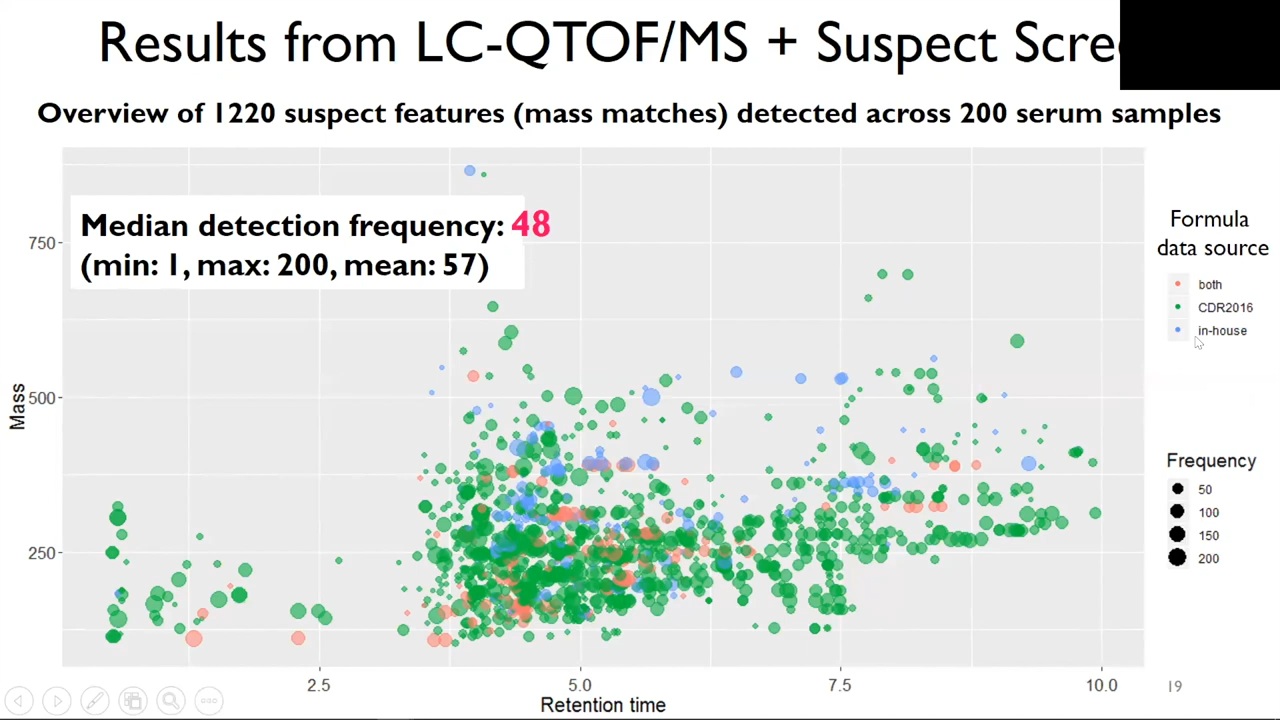 Results from LC-QTOF/MS + Suspect
Overview of 1220 suspect features (mass matches) detected across 200 serum samples
Median detection frequency: 48
(min: 1, max: 200, mean: 57)
750
500
250
Mass
2.5
5.0
7.5
10.0
Retention time
Formula
data source
both
CDR2016
in-house
Frequency
50
100
150
200
19